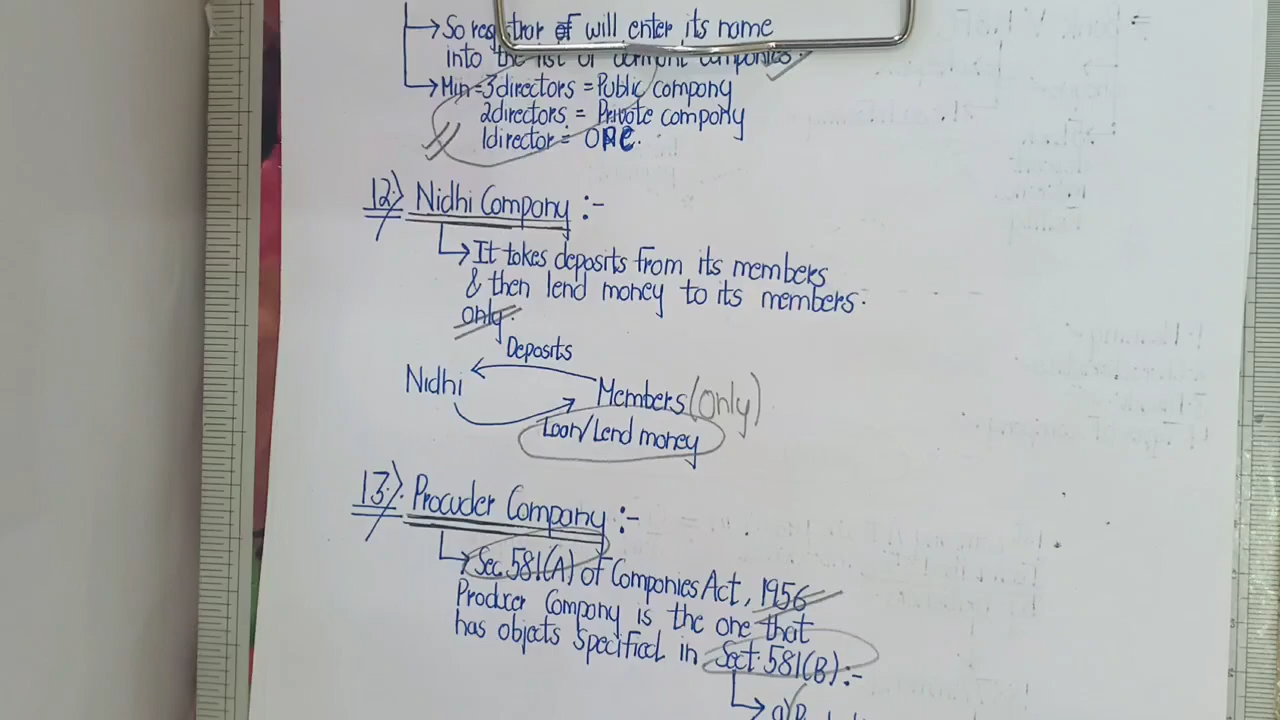 So registrar of will enter its name
into the list of dormant companies.
Min=3directors = Public company
2directors = Private company
1director = OPC.
12) Nidhi Company :-
It takes deposits from its members
& then lend money to its members.
only.
Deposits
Nidhi
Members (only)
Loan/Lend money
13). Procuder Company :-
Sec. 581(A) of Companies Act, 1956
Producer Company is the one that
has objects specified in Sect. 581(B):-
a)